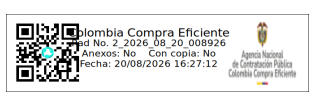 Colombia Compra Eficiente
Rad No. 2_2026_08_20_008926
Anexos: No Con copia: No
Fecha: 20/08/2026 16:27:12
Agencia Nacional
de Contratación Pública
Colombia Compra Eficiente